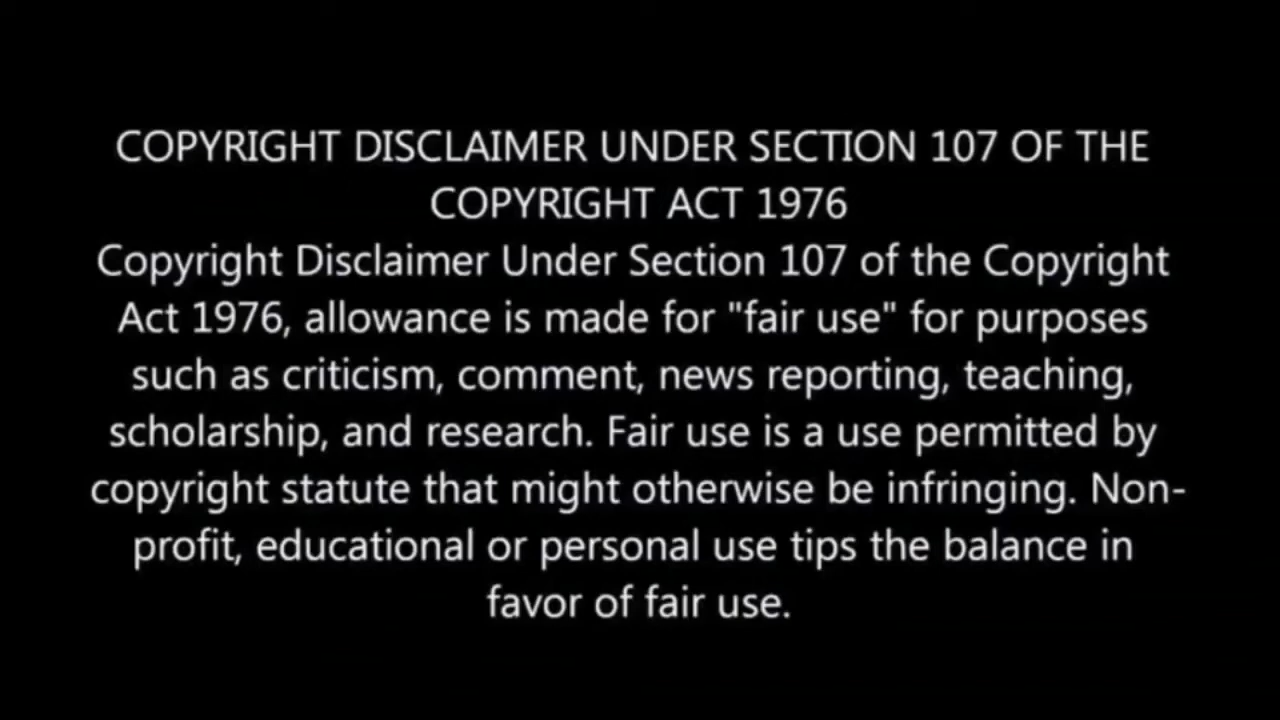 COPYRIGHT DISCLAIMER UNDER SECTION 107 OF THE
COPYRIGHT ACT 1976
Copyright Disclaimer Under Section 107 of the Copyright
Act 1976, allowance is made for "fair use" for purposes
such as criticism, comment, news reporting, teaching,
scholarship, and research. Fair use is a use permitted by
copyright statute that might otherwise be infringing. Non-
profit, educational or personal use tips the balance in
favor of fair use.